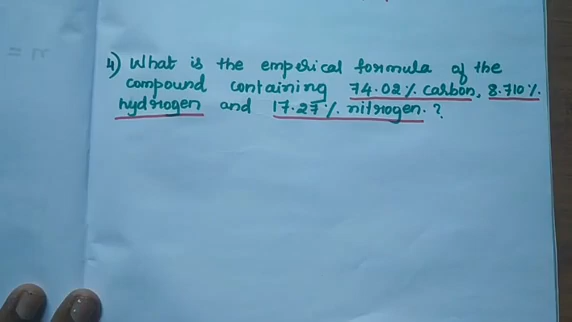 4) What is the emperical formula of the
compound containing 74.02% carbon, 8.710%
hydrogen and 17.27% nitrogen.?